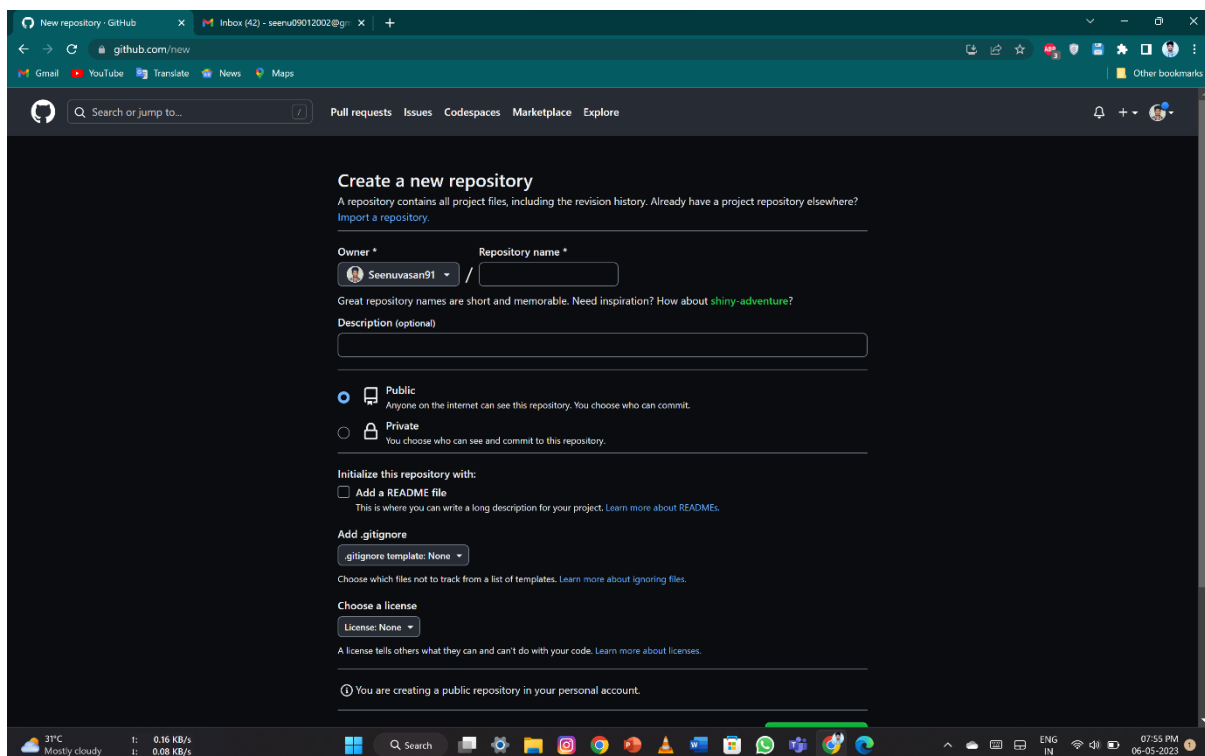 New repository · GitHub
Inbox (42) - seenu09012002@gm
github.com/new
Gmail YouTube Translate News Maps
Other bookmarks
Search or jump to... /
Pull requests Issues Codespaces Marketplace Explore
Create a new repository
A repository contains all project files, including the revision history. Already have a project repository elsewhere?
Import a repository.
Owner * Repository name *
Seenuvasan91 /
Great repository names are short and memorable. Need inspiration? How about shiny-adventure?
Description (optional)
Public
Anyone on the internet can see this repository. You choose who can commit.
Private
You choose who can see and commit to this repository.
Initialize this repository with:
Add a README file
This is where you can write a long description for your project. Learn more about READMEs.
Add .gitignore
.gitignore template: None
Choose which files not to track from a list of templates. Learn more about ignoring files.
Choose a license
License: None
A license tells others what they can and can't do with your code. Learn more about licenses.
You are creating a public repository in your personal account.
31°C
Mostly cloudy
0.16 KB/s
0.08 KB/s
Search
ENG
IN
07:55 PM
06-05-2023